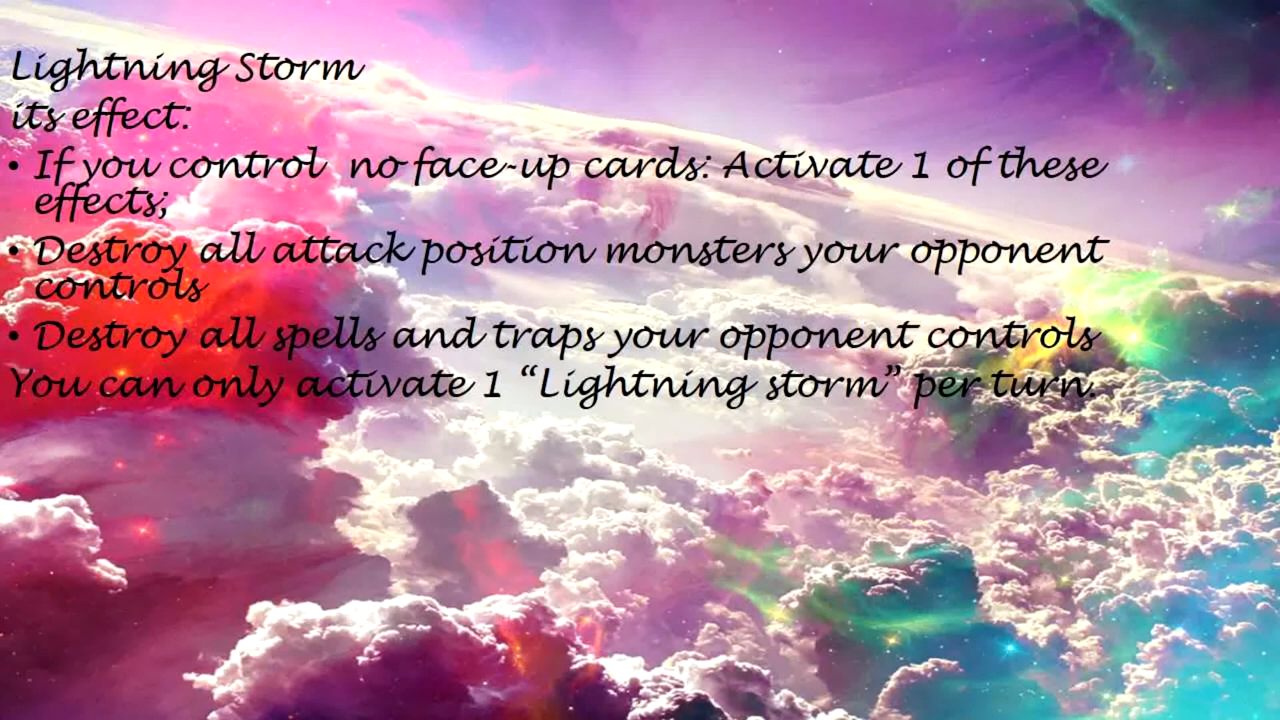 Lightning Storm
its effect:
• If you control  no face-up cards: Activate 1 of these
effects;
• Destroy all attack position monsters your opponent
controls
• Destroy all spells and traps your opponent controls
You can only activate 1 “Lightning storm” per turn.